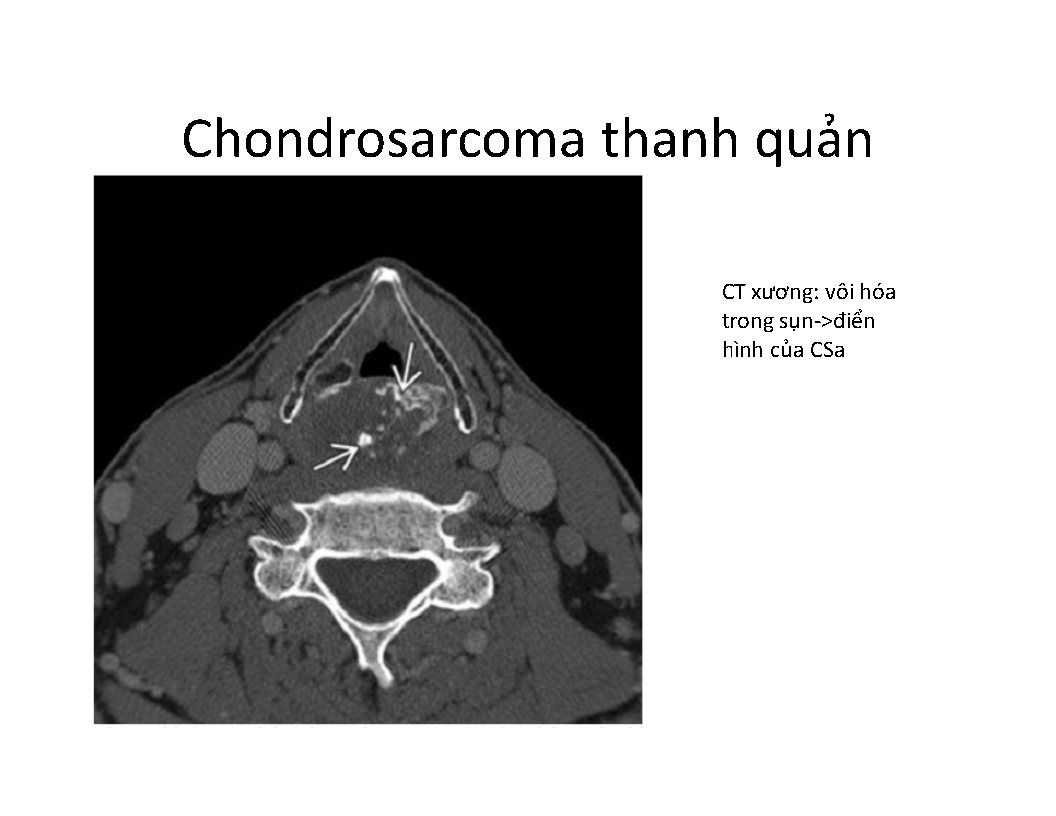 Chondrosarcoma thanh quản
CT xương: vôi hóa
trong sụn->điển
hình của CSa